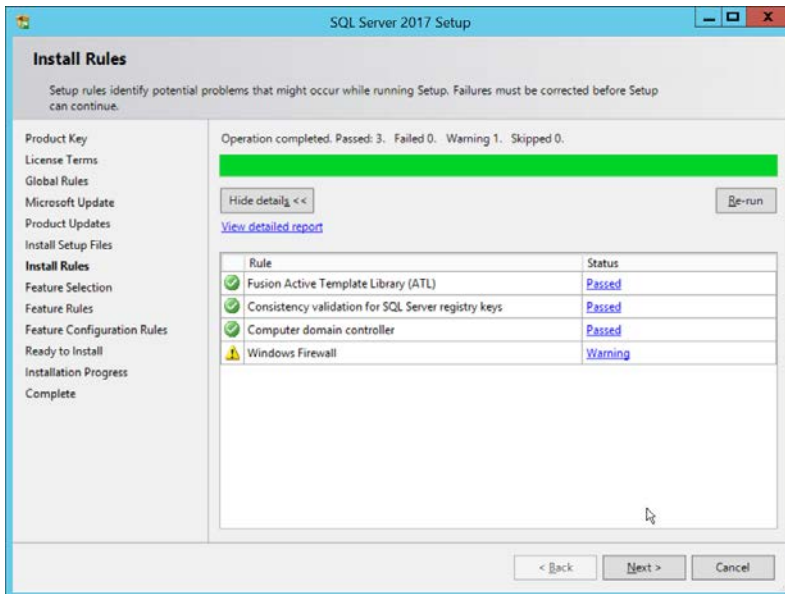 SQL Server 2017 Setup
Install Rules
Setup rules identify potential problems that might occur while running Setup. Failures must be corrected before Setup
can continue.
Product Key
License Terms
Global Rules
Microsoft Update
Product Updates
Install Setup Files
Install Rules
Feature Selection
Feature Rules
Feature Configuration Rules
Ready to Install
Installation Progress
Complete
Operation completed. Passed: 3. Failed 0. Warning 1. Skipped 0.
Hide details <<
Re-run
View detailed report
Rule Status
Fusion Active Template Library (ATL) Passed
Consistency validation for SQL Server registry keys Passed
Computer domain controller Passed
Windows Firewall Warning
< Back Next > Cancel